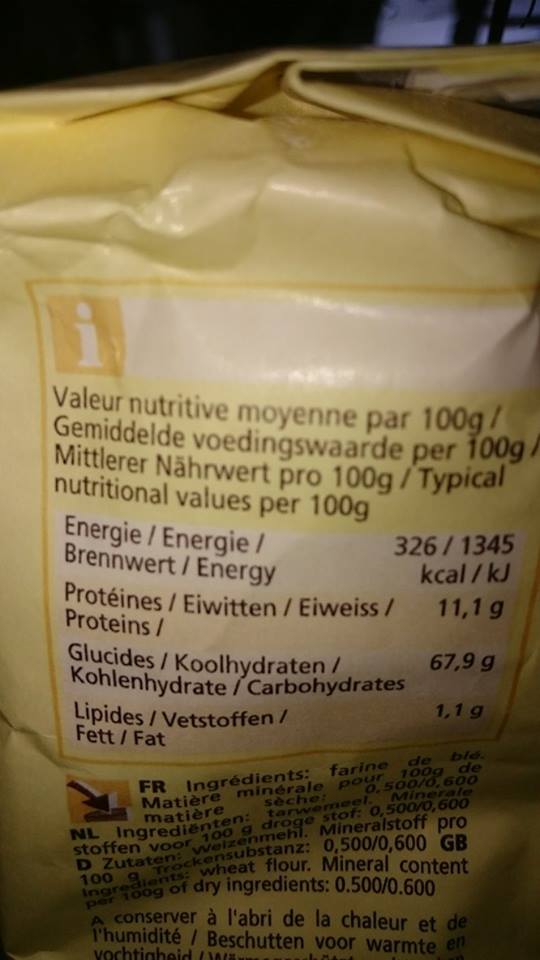 i
Valeur nutritive moyenne par 100g /
Gemiddelde voedingswaarde per 100g /
Mittlerer Nährwert pro 100g / Typical
nutritional values per 100g
Energie / Energie / 326 / 1345
Brennwert / Energy kcal / kJ
Protéines / Eiwitten / Eiweiss / 11,1 g
Proteins /
Glucides / Koolhydraten / 67,9 g
Kohlenhydrate / Carbohydrates
Lipides / Vetstoffen / 1,1 g
Fett / Fat
FR Ingrédients: farine de blé.
Matière minérale pour 100g de
matière sèche: 0,500/0,600
NL Ingrediënten: tarwemeel. Minerale
stoffen voor 100 g droge stof: 0,500/0,600
D Zutaten: Weizenmehl. Mineralstoff pro
100 g Trockensubstanz: 0,500/0,600 GB
Ingredients: wheat flour. Mineral content
per 100g of dry ingredients: 0.500/0.600
A conserver à l'abri de la chaleur et de
l'humidité / Beschutten voor warmte en
vochtigheid /